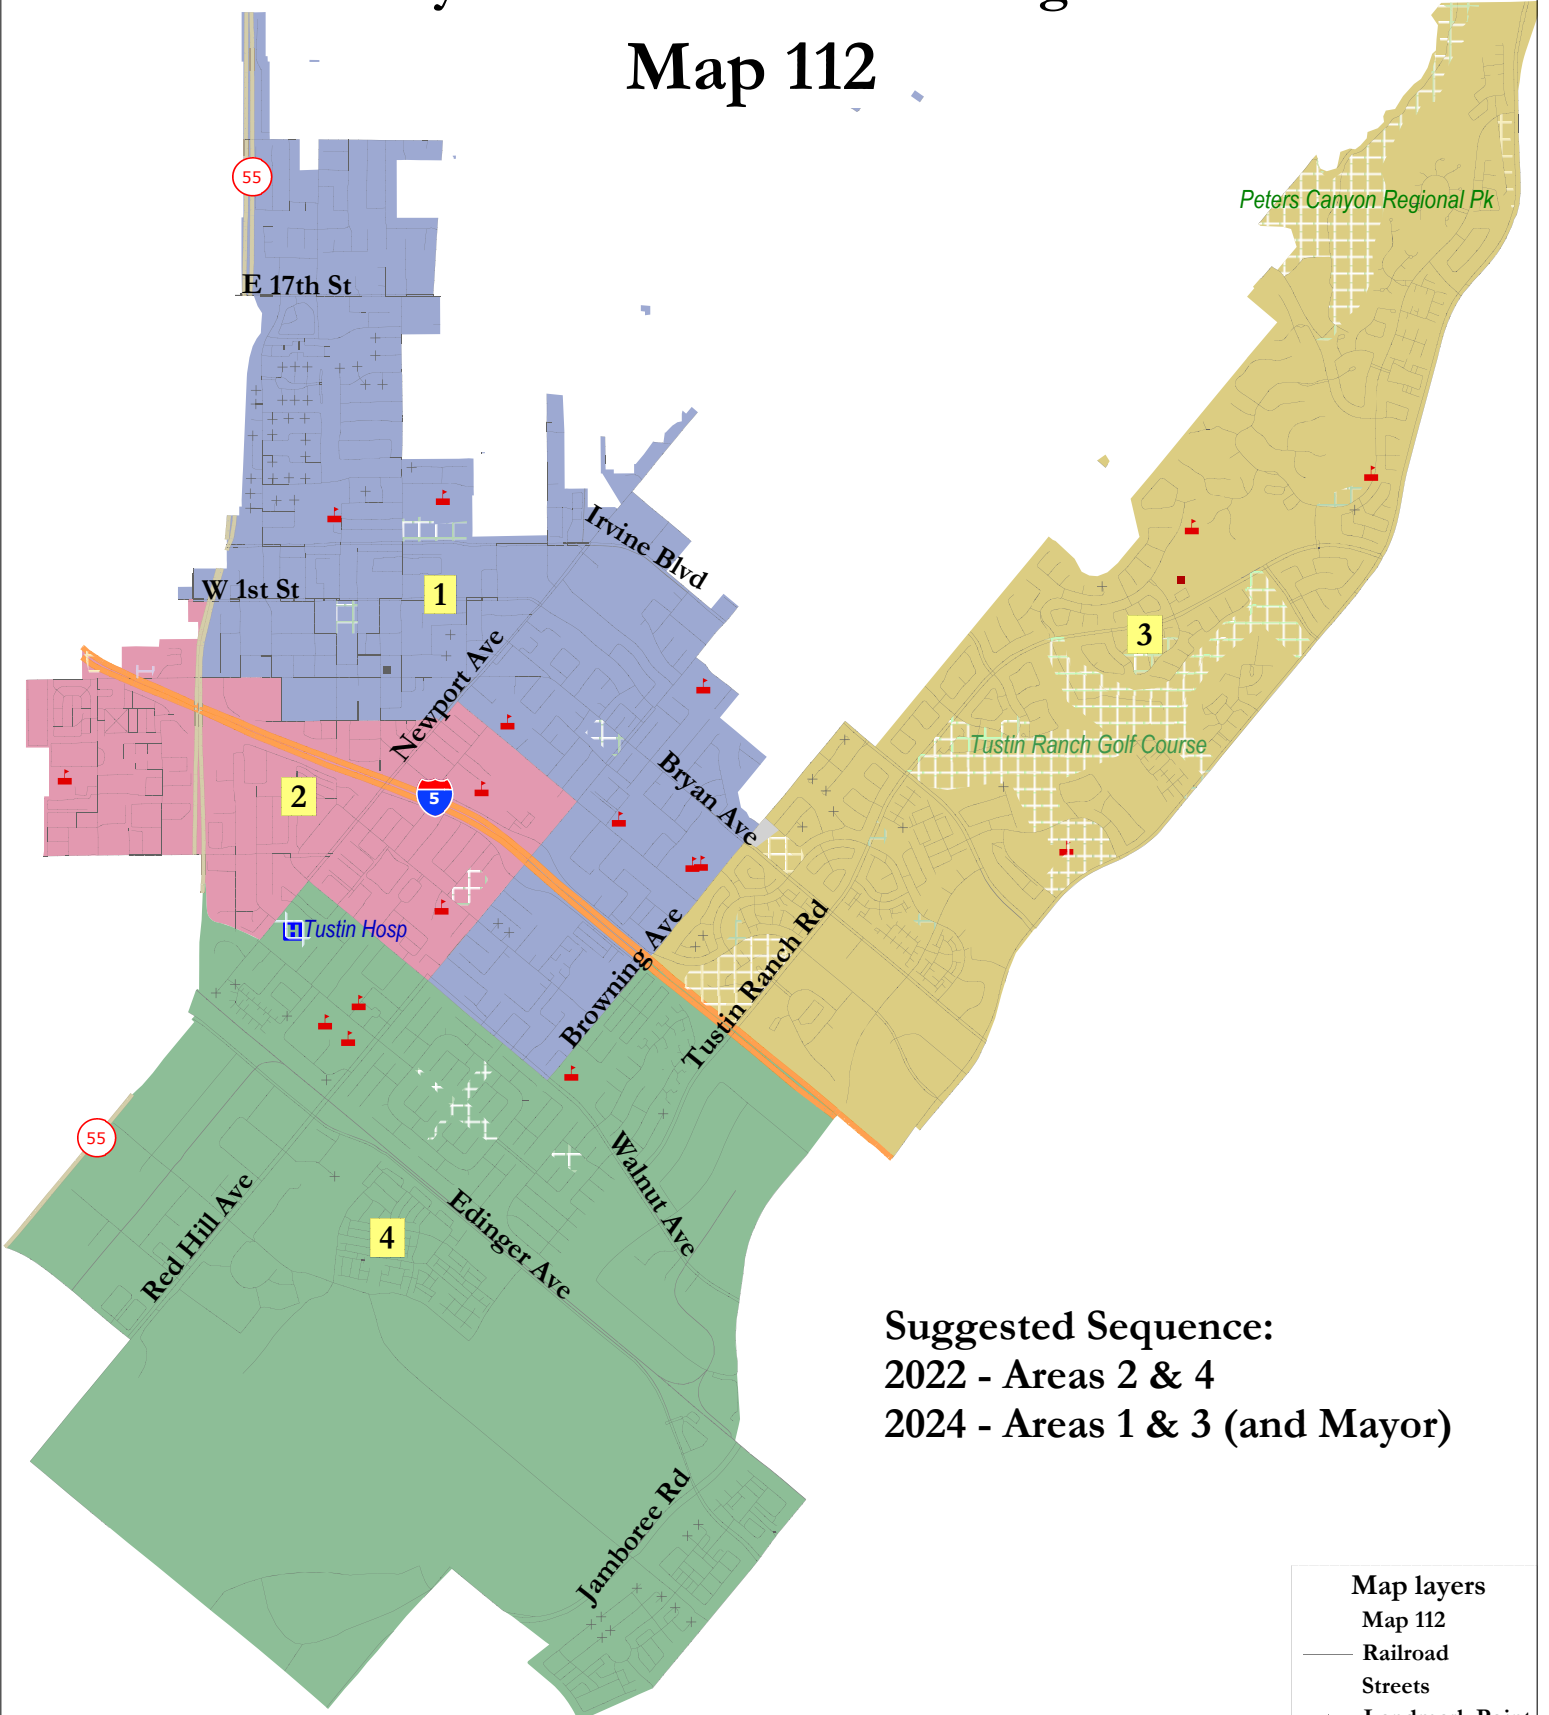 Map 112
55
Peters Canyon Regional Pk
E 17th St
Irvine Blvd
W 1st St
1
3
Newport Ave
Tustin Ranch Golf Course
2
5
Bryan Ave
H Tustin Hosp
Browning Ave
Tustin Ranch Rd
55
Walnut Ave
Red Hill Ave
Edinger Ave
4
Suggested Sequence:
2022 - Areas 2 & 4
2024 - Areas 1 & 3 (and Mayor)
Jamboree Rd
Map layers
Map 112
Railroad
Streets